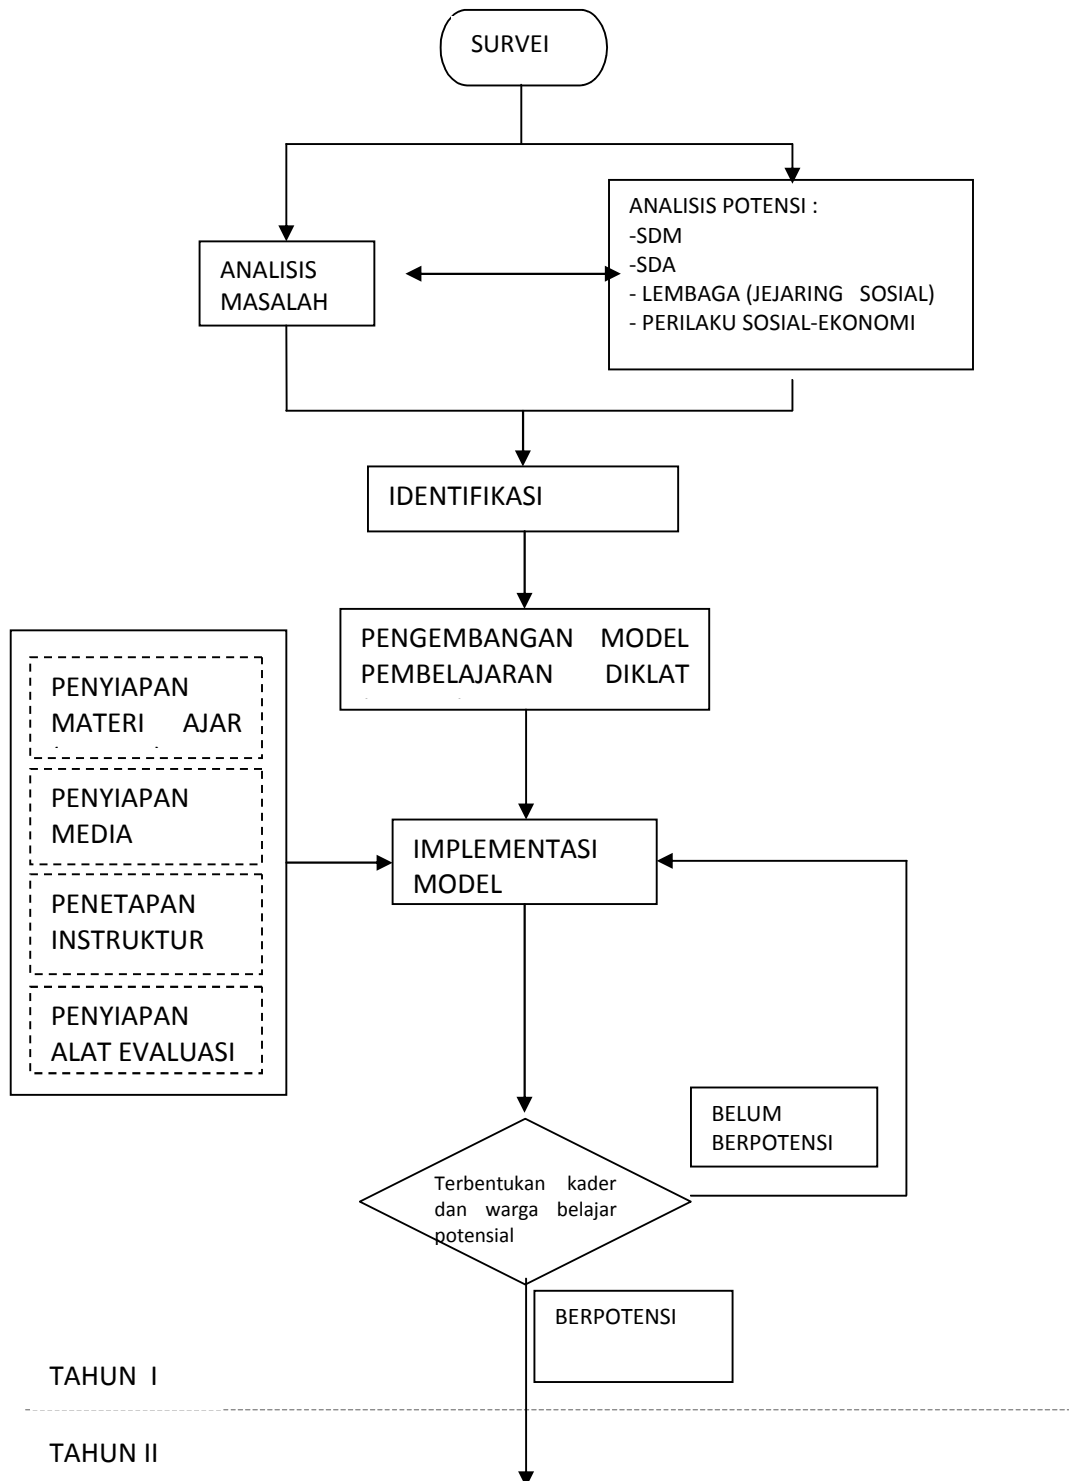 SURVEI
ANALISIS
MASALAH
ANALISIS POTENSI :
-SDM
-SDA
- LEMBAGA (JEJARING SOSIAL)
- PERILAKU SOSIAL-EKONOMI
IDENTIFIKASI
PENGEMBANGAN MODEL
PEMBELAJARAN DIKLAT
PENYIAPAN
MATERI AJAR
PENYIAPAN
MEDIA
PENETAPAN
INSTRUKTUR
PENYIAPAN
ALAT EVALUASI
IMPLEMENTASI
MODEL
BELUM
BERPOTENSI
Terbentukan kader
dan warga belajar
potensial
BERPOTENSI
TAHUN I
TAHUN II